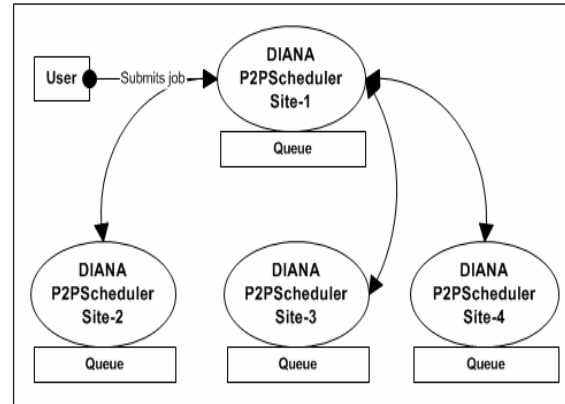 DIANA
P2PScheduler
Site-1
User
Submits job
Queue
DIANA
P2PScheduler
Site-2
Queue
DIANA
P2PScheduler
Site-3
Queue
DIANA
P2PScheduler
Site-4
Queue